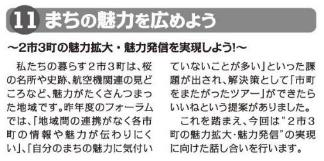 11 まちの魅力を広めよう
～2市3町の魅力拡大・魅力発信を実現しよう!～
私たちの暮らす2市3町は、桜
の名所や史跡、航空機関連の見ど
ころなど、魅力がたくさんつまっ
た地域です。昨年度のフォーラム
では、「地域間の連携がなく各市
町の情報や魅力が伝わりにく
い」、「自分のまちの魅力に気付い
ていないことが多い」といった課
題が出され、解決策として「市町
をまたがったツアー」ができたら
いいねという提案がありました。
これを踏まえ、今回は“2市3
町の魅力拡大・魅力発信”の実現
に向けた話し合いを行います。